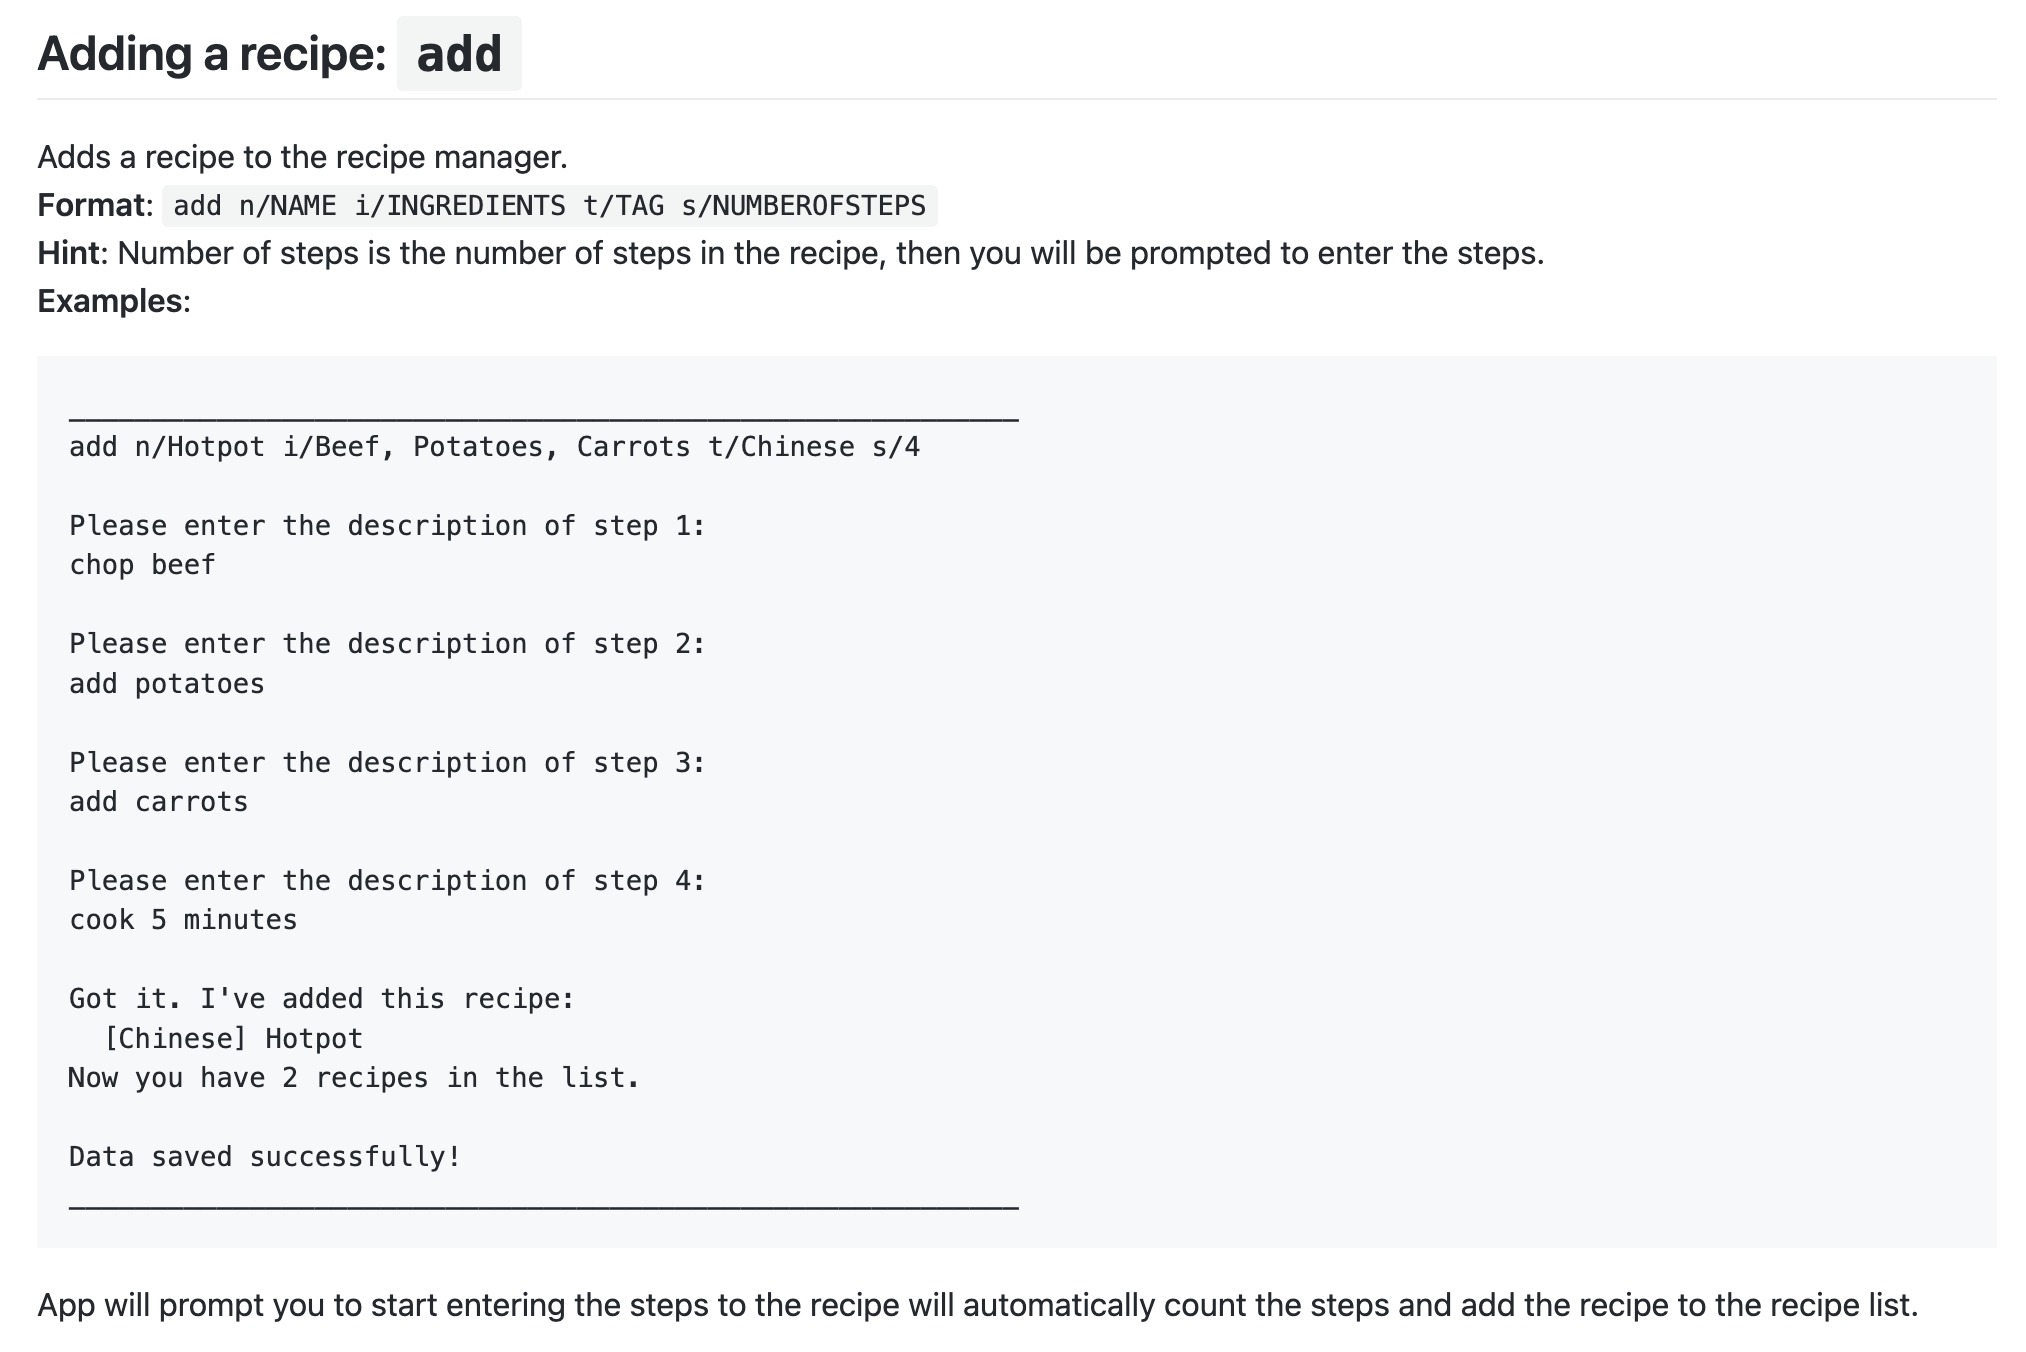 Adding a recipe: add
Adds a recipe to the recipe manager.
Format: add n/NAME i/INGREDIENTS t/TAG s/NUMBEROFSTEPS
Hint: Number of steps is the number of steps in the recipe, then you will be prompted to enter the steps.
Examples:
__________________________________________________________
add n/Hotpot i/Beef, Potatoes, Carrots t/Chinese s/4
Please enter the description of step 1:
chop beef
Please enter the description of step 2:
add potatoes
Please enter the description of step 3:
add carrots
Please enter the description of step 4:
cook 5 minutes
Got it. I've added this recipe:
[Chinese] Hotpot
Now you have 2 recipes in the list.
Data saved successfully!
__________________________________________________________
App will prompt you to start entering the steps to the recipe will automatically count the steps and add the recipe to the recipe list.